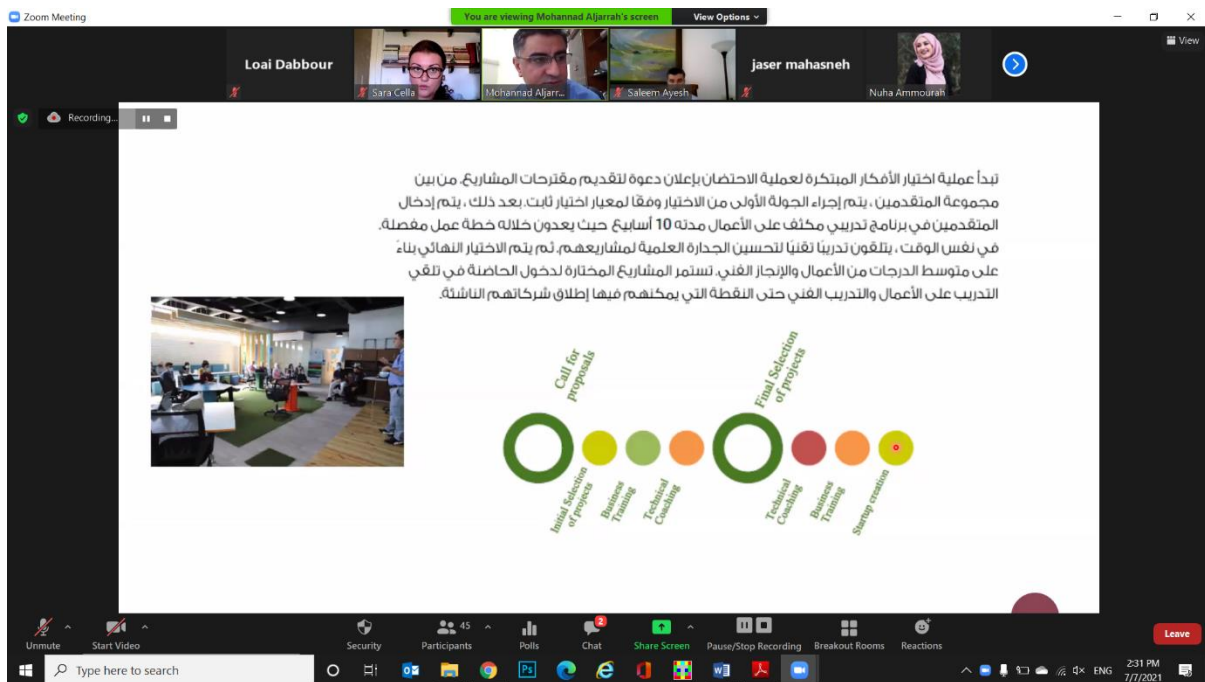 Zoom Meeting
You are viewing Mohannad Aljarrah's screen
View Options
View
Loai Dabbour
Sara Cella
Mohannad Aljarr...
Saleem Ayesh
jaser mahasneh
Nuha Ammourah
Recording...
تبدأ عملية اختيار الأفكار المبتكرة لعملية الاحتضان بإعلان دعوة لتقديم مقترحات المشاريع. من بين
مجموعة المتقدمين ، يتم إجراء الجولة الأولى من الاختيار وفقًا لمعيار اختيار ثابت. بعد ذلك ، يتم إدخال
المتقدمين في برنامج تدريبي مكثف على الأعمال مدته 10 أسابيع حيث يعدون خلاله خطة عمل مفصلة.
في نفس الوقت ، يتلقون تدريبًا تقنيًا لتحسين الجدارة العلمية لمشاريعهم. ثم يتم الاختيار النهائي بناءً
على متوسط الدرجات من الأعمال والإنجاز الفني. تستمر المشاريع المختارة لدخول الحاضنة في تلقي
التدريب على الأعمال والتدريب الفني حتى النقطة التي يمكنهم فيها إطلاق شركاتهم الناشئة.
Call for
proposals
Final Selection
of projects
Initial Selection
of projects
Business
Training
Technical
Coaching
Technical
Coaching
Business
Training
Startup creation
Unmute
Start Video
Security
45
Participants
Polls
2
Chat
Share Screen
Pause/Stop Recording
Breakout Rooms
Reactions
Leave
Type here to search
ENG
2:31 PM
7/7/2021